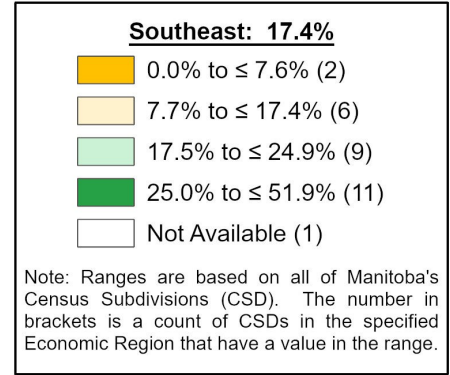 Southeast: 17.4%
0.0% to ≤ 7.6% (2)
7.7% to ≤ 17.4% (6)
17.5% to ≤ 24.9% (9)
25.0% to ≤ 51.9% (11)
Not Available (1)
Note: Ranges are based on all of Manitoba's
Census Subdivisions (CSD). The number in
brackets is a count of CSDs in the specified
Economic Region that have a value in the range.